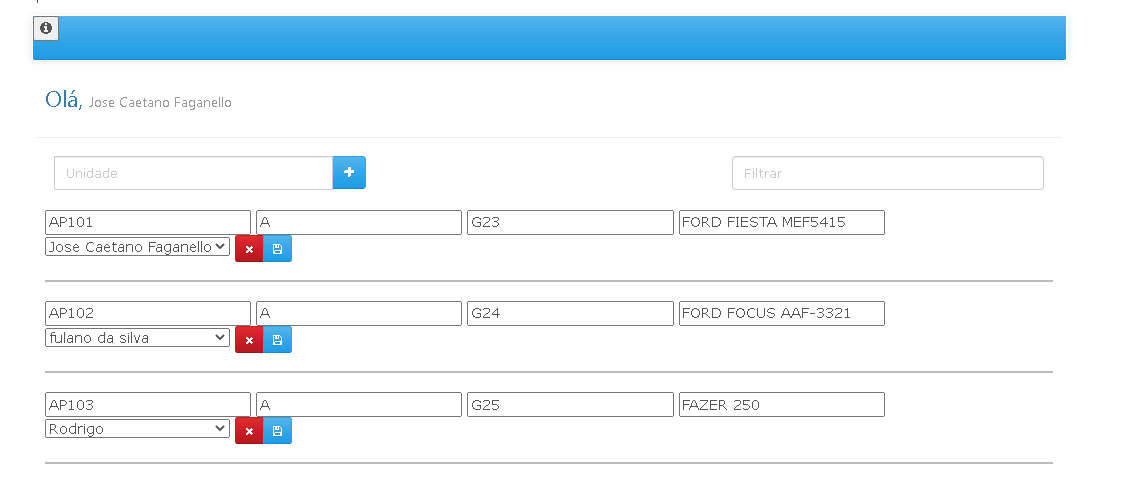 Olá, Jose Caetano Faganello
Unidade + Filtrar
AP101 A G23 FORD FIESTA MEF5415
Jose Caetano Faganello
AP102 A G24 FORD FOCUS AAF-3321
fulano da silva
AP103 A G25 FAZER 250
Rodrigo